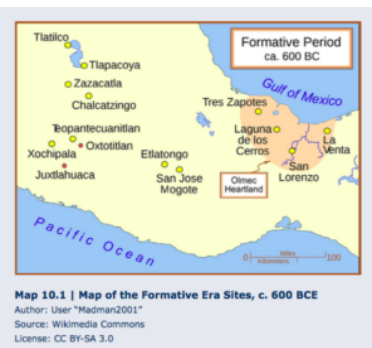 Formative Period
ca. 600 BC
Tlatilco
Tlapacoya
Zazacatla
Chalcatzingo
Teopantecuanitlan
Oxtotitlan
Xochipala
Juxtlahuaca
Etlatongo
San Jose
Mogote
Tres Zapotes
Gulf of Mexico
Laguna
de los
Cerros
La
Venta
San
Lorenzo
Olmec
Heartland
Pacific Ocean
0 Miles 100
Kilometers
Map 10.1 | Map of the Formative Era Sites, c. 600 BCE
Author: User "Madman2001"
Source: Wikimedia Commons
License: CC BY-SA 3.0